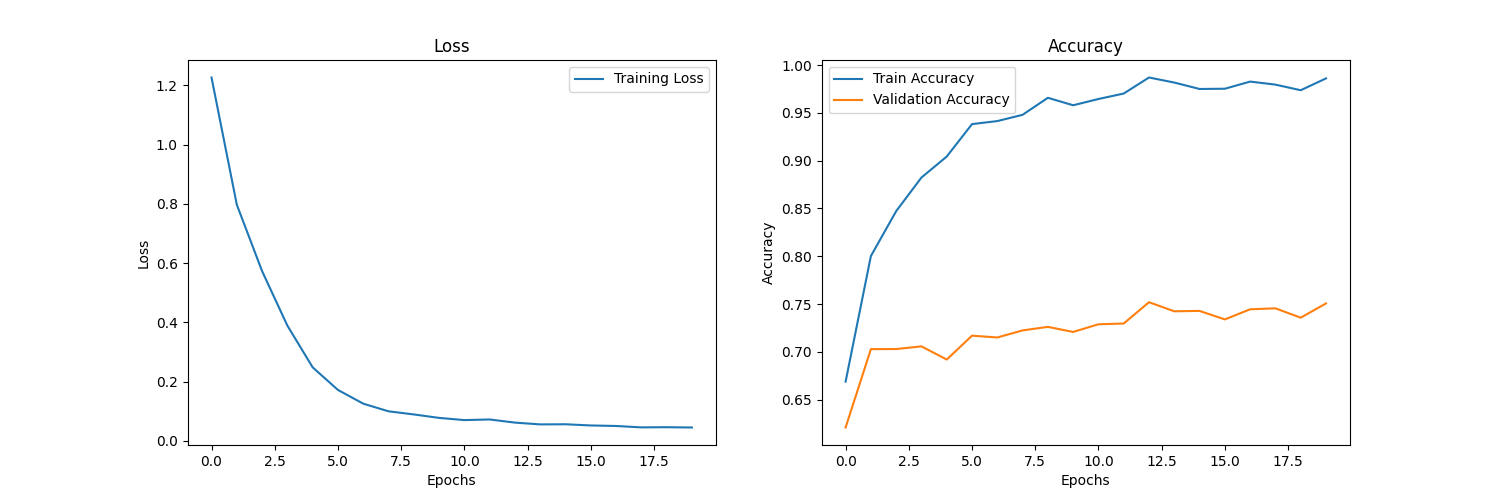 Loss
Training Loss
1.2
1.0
0.8
0.6
0.4
0.2
0.0
Loss
0.0 2.5 5.0 7.5 10.0 12.5 15.0 17.5
Epochs
Accuracy
Train Accuracy
Validation Accuracy
1.00
0.95
0.90
0.85
0.80
0.75
0.70
0.65
Accuracy
0.0 2.5 5.0 7.5 10.0 12.5 15.0 17.5
Epochs